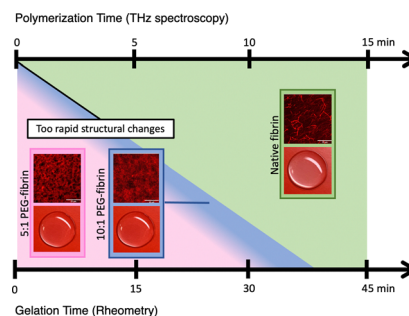 Polymerization Time (THz spectroscopy)
0 5 10 15 min
Too rapid structural changes
5:1 PEG-fibrin
10:1 PEG-fibrin
Native fibrin
0 15 30 45 min
Gelation Time (Rheometry)